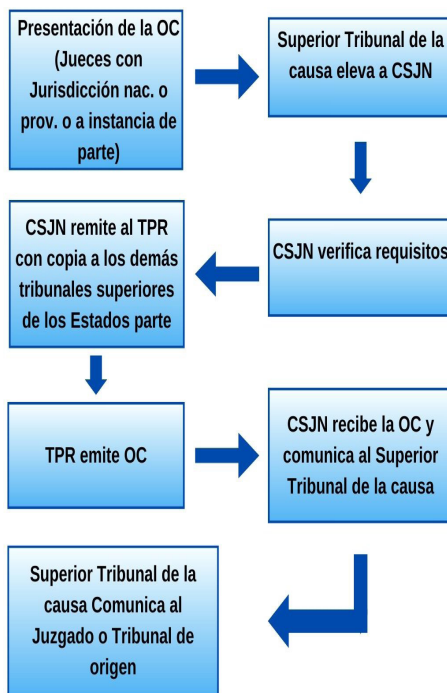 Presentación de la OC
(Jueces con
Jurisdicción nac. o
prov. o a instancia de
parte)
Superior Tribunal de la
causa eleva a CSJN
CSJN verifica requisitos
CSJN remite al TPR
con copia a los demás
tribunales superiores
de los Estados parte
TPR emite OC
CSJN recibe la OC y
comunica al Superior
Tribunal de la causa
Superior Tribunal de la
causa Comunica al
Juzgado o Tribunal de
origen